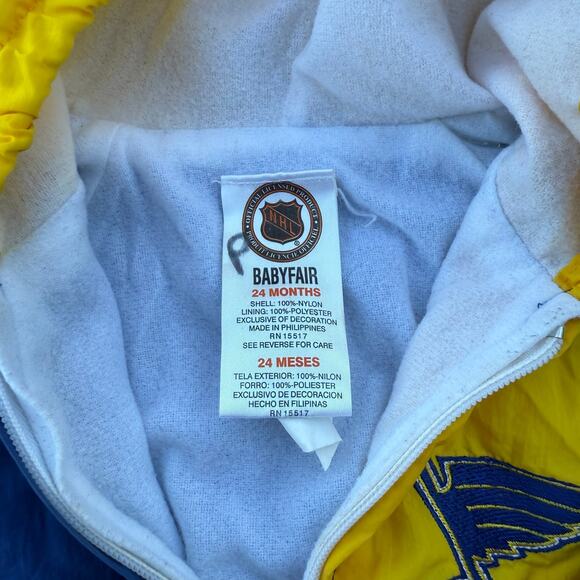 OFFICIAL LICENSED PRODUCT
NHL
®
PRODUIT LICENCIÉ OFFICIEL
P
BABYFAIR
24 MONTHS
SHELL: 100%-NYLON
LINING: 100%-POLYESTER
EXCLUSIVE OF DECORATION
MADE IN PHILIPPINES
RN 15517
SEE REVERSE FOR CARE
24 MESES
TELA EXTERIOR: 100%-NILON
FORRO: 100%-POLIESTER
EXCLUSIVO DE DECORACION
HECHO EN FILIPINAS
RN 15517